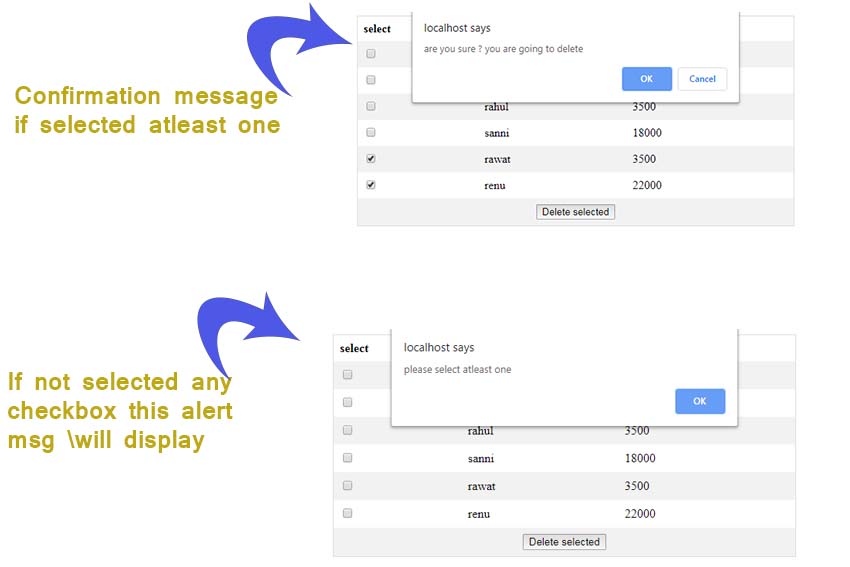 select
localhost says
are you sure ? you are going to delete
OK Cancel
Confirmation message
if selected atleast one
rahul 3500
sanni 18000
rawat 3500
renu 22000
Delete selected
select
localhost says
please select atleast one
OK
If not selected any
checkbox this alert
msg \will display
rahul 3500
sanni 18000
rawat 3500
renu 22000
Delete selected